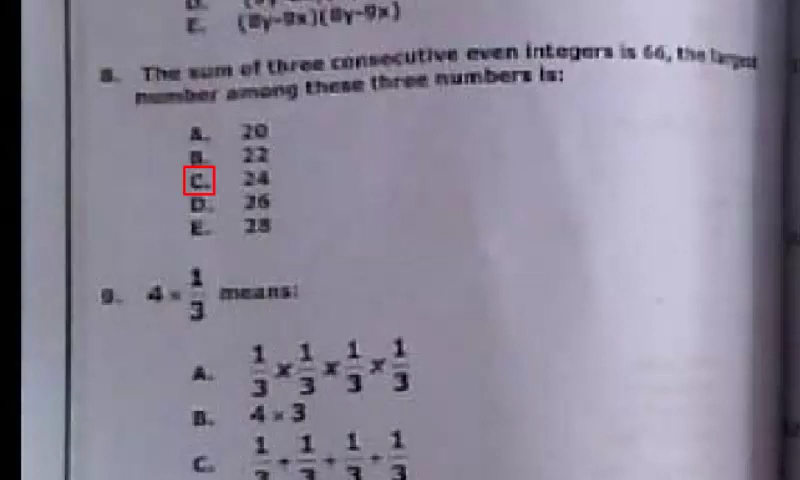 E. (8y-9x)(8y-9x)
8. The sum of three consecutive even integers is 66, the largest
number among these three numbers is:
A. 20
B. 22
C. 24
D. 26
E. 28
9. 4 × 1/3 means:
A. 1/3 × 1/3 × 1/3 × 1/3
B. 4 × 3
C. 1/3 + 1/3 + 1/3 + 1/3